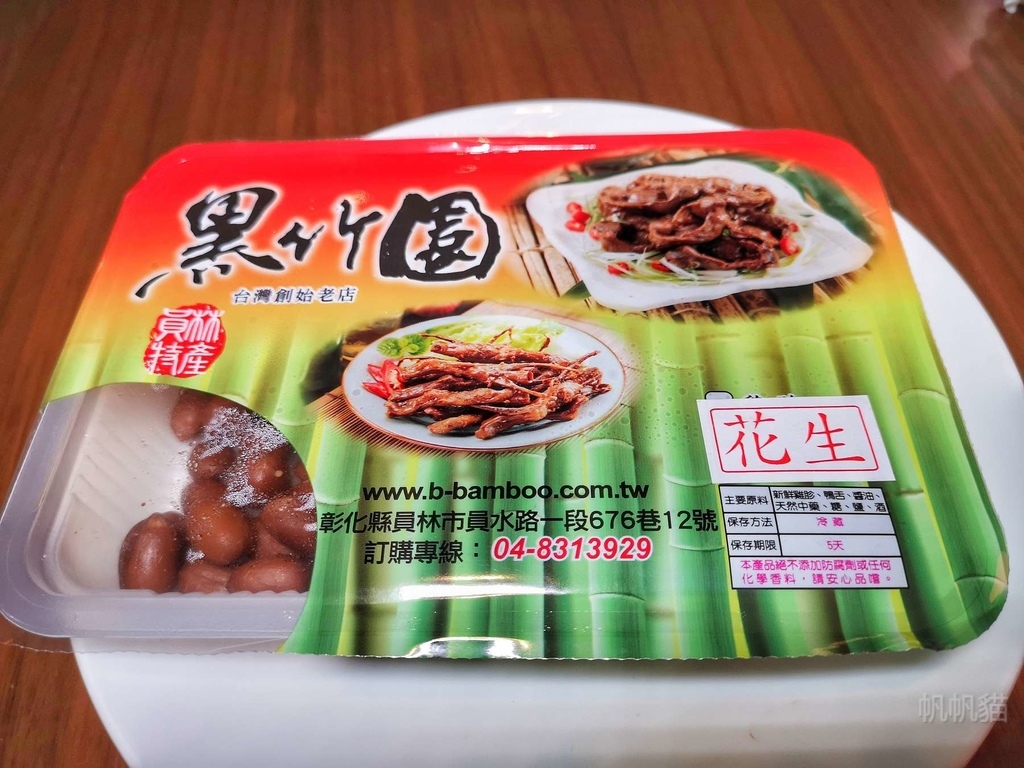 黑竹園
台灣創始老店
員林
特產
花生
www.b-bamboo.com.tw
彰化縣員林市員水路一段676巷12號
訂購專線：04-8313929
主要原料 新鮮雞胗、鴨舌、醬油、
天然中藥、糖、鹽、酒
保存方法 冷藏
保存期限 5天
本產品絕不添加防腐劑或任何
化學香料，請安心品嚐。
帆帆貓